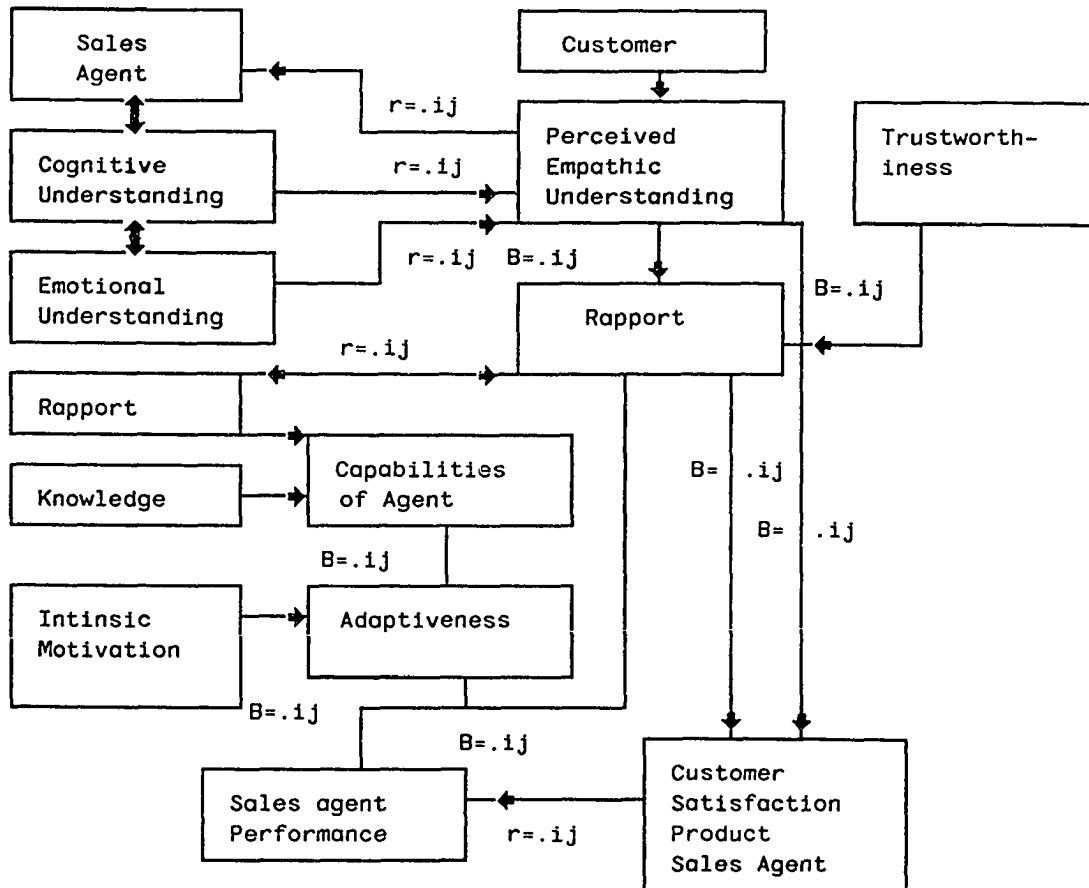 Sales
Agent
Customer
r=.ij
Perceived
Empathic
Understanding
Trustworth-
iness
Cognitive
Understanding
r=.ij
r=.ij
B=.ij
Emotional
Understanding
B=.ij
Rapport
r=.ij
Rapport
Capabilities
of Agent
B= .ij
Knowledge
B= .ij
B=.ij
Intrinsic
Motivation
Adaptiveness
B=.ij
B=.ij
Customer
Satisfaction
Product
Sales Agent
Sales agent
Performance
r=.ij